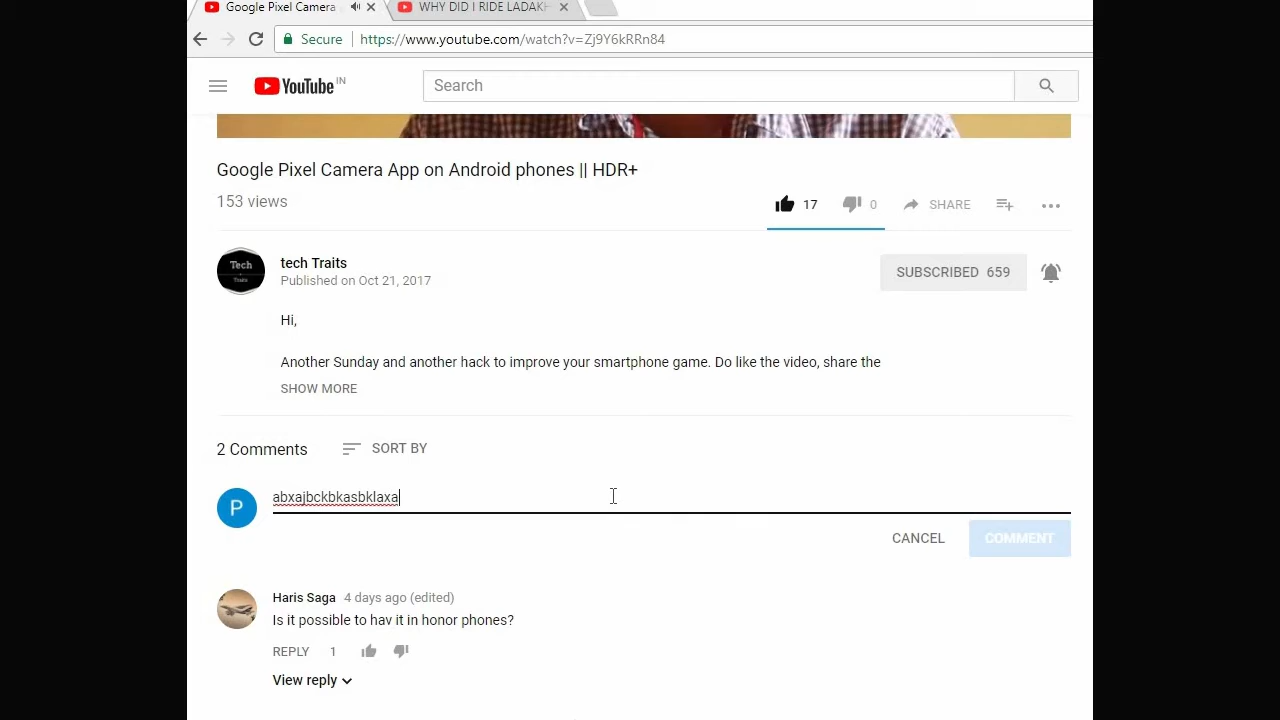 Google Pixel Camera
WHY DID I RIDE LADAKH
Secure https://www.youtube.com/watch?v=Zj9Y6kRRn84
YouTube IN
Search
Google Pixel Camera App on Android phones || HDR+
153 views
17
0
SHARE
Tech
Traits
tech Traits
Published on Oct 21, 2017
SUBSCRIBED 659
Hi,
Another Sunday and another hack to improve your smartphone game. Do like the video, share the
SHOW MORE
2 Comments
SORT BY
P
abxajbckbkasbklaxa
CANCEL
COMMENT
Haris Saga 4 days ago (edited)
Is it possible to hav it in honor phones?
REPLY 1
View reply